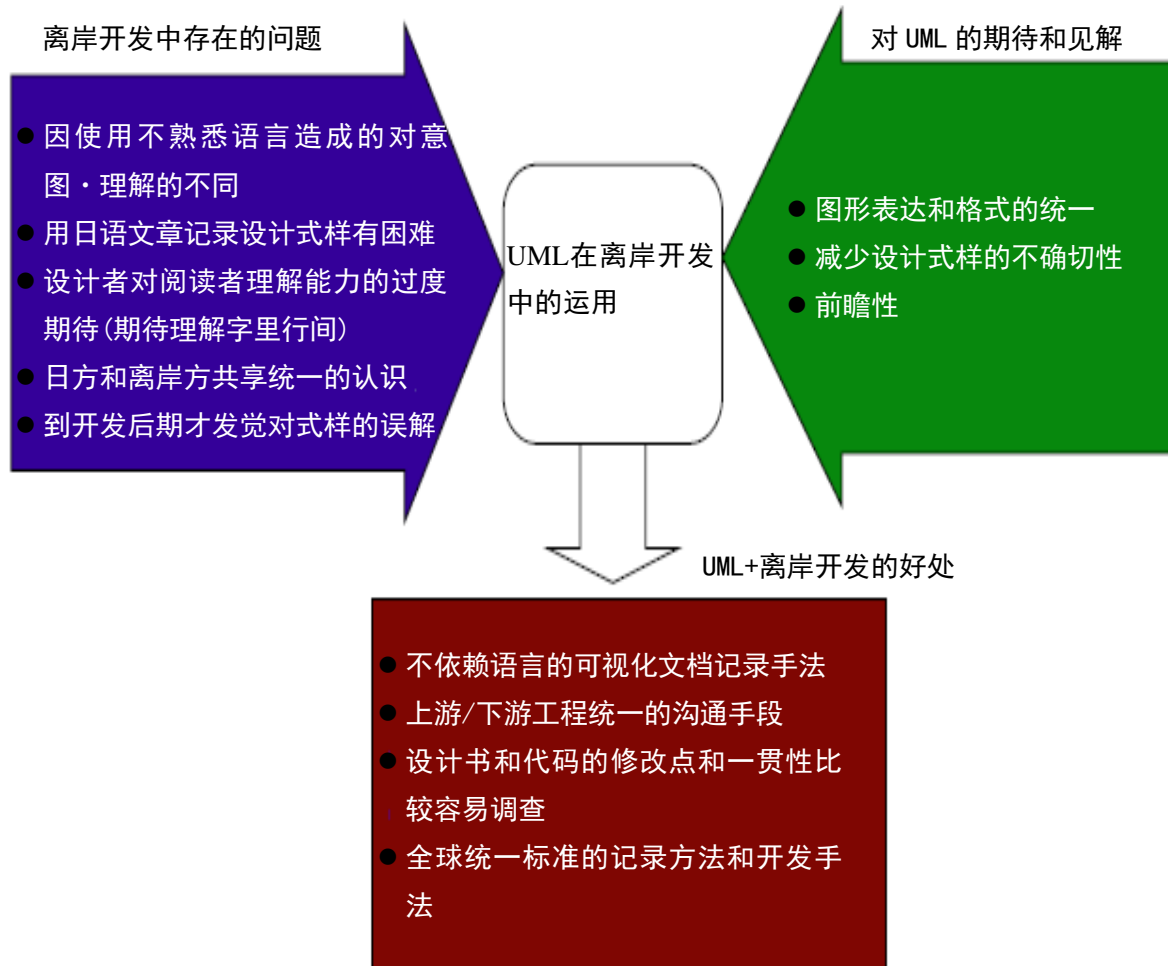 离岸开发中存在的问题
因使用不熟悉语言造成的对意
图·理解的不同
用日语文章记录设计式样有困难
设计者对阅读者理解能力的过度
期待(期待理解字里行间)
日方和离岸方共享统一的认识
到开发后期才发觉对式样的误解
UML在离岸开发
中的运用
对 UML 的期待和见解
图形表达和格式的统一
减少设计式样的不确切性
前瞻性
UML+离岸开发的好处
不依赖语言的可视化文档记录手法
上游/下游工程统一的沟通手段
设计书和代码的修改点和一贯性比
较容易调查
全球统一标准的记录方法和开发手
法